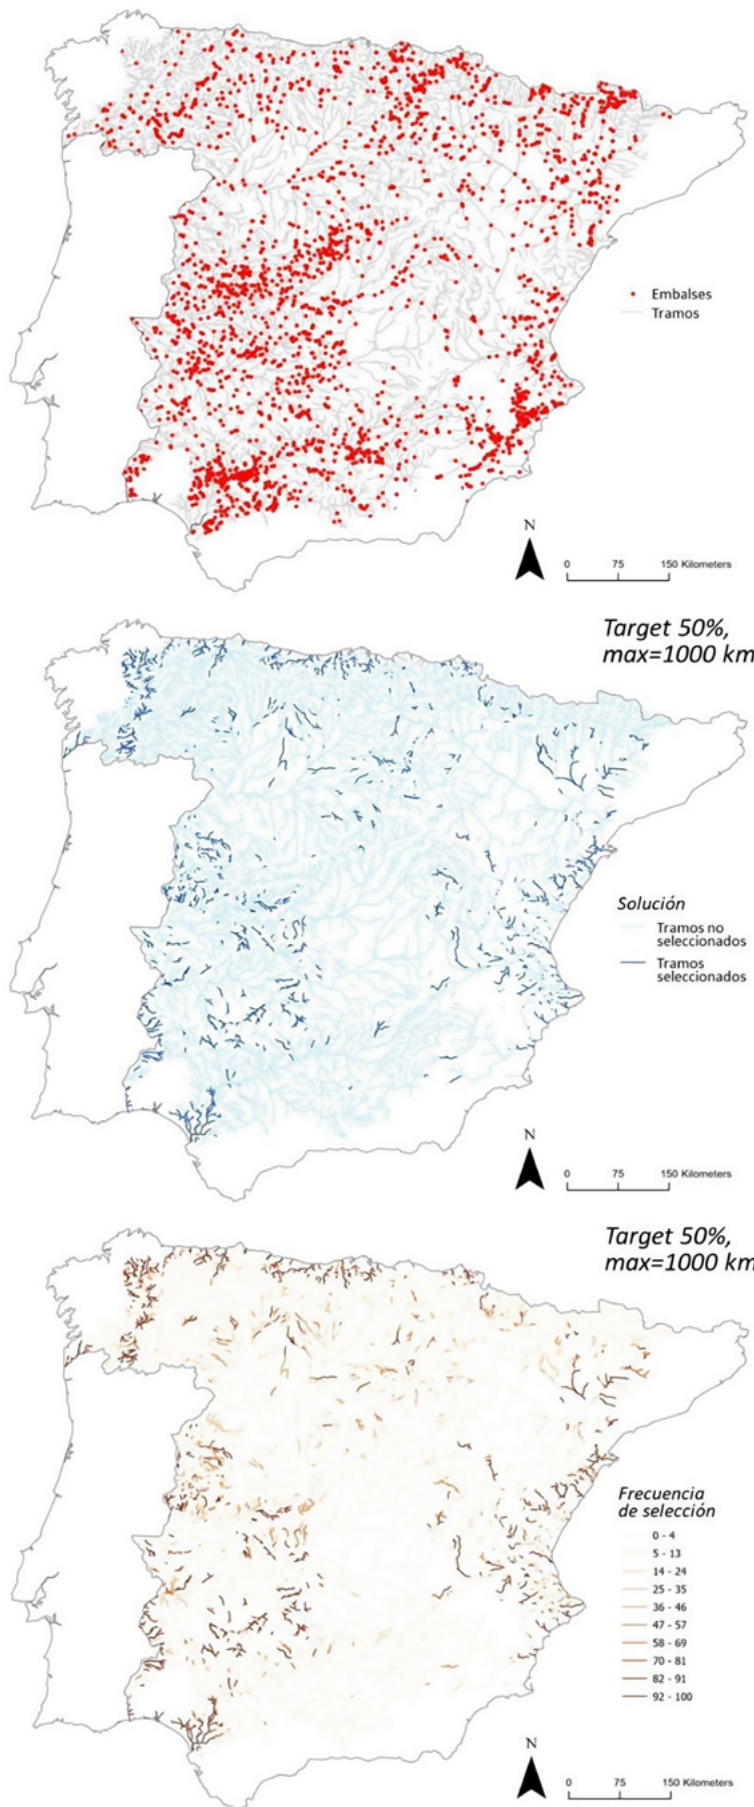 Embalses
Tramos
N
0 75 150 Kilometers
Target 50%,
max=1000 km
Solución
Tramos no
seleccionados
Tramos
seleccionados
N
0 75 150 Kilometers
Target 50%,
max=1000 km
Frecuencia
de selección
0 - 4
5 - 13
14 - 24
25 - 35
36 - 46
47 - 57
58 - 69
70 - 81
82 - 91
92 - 100
N
0 75 150 Kilometers